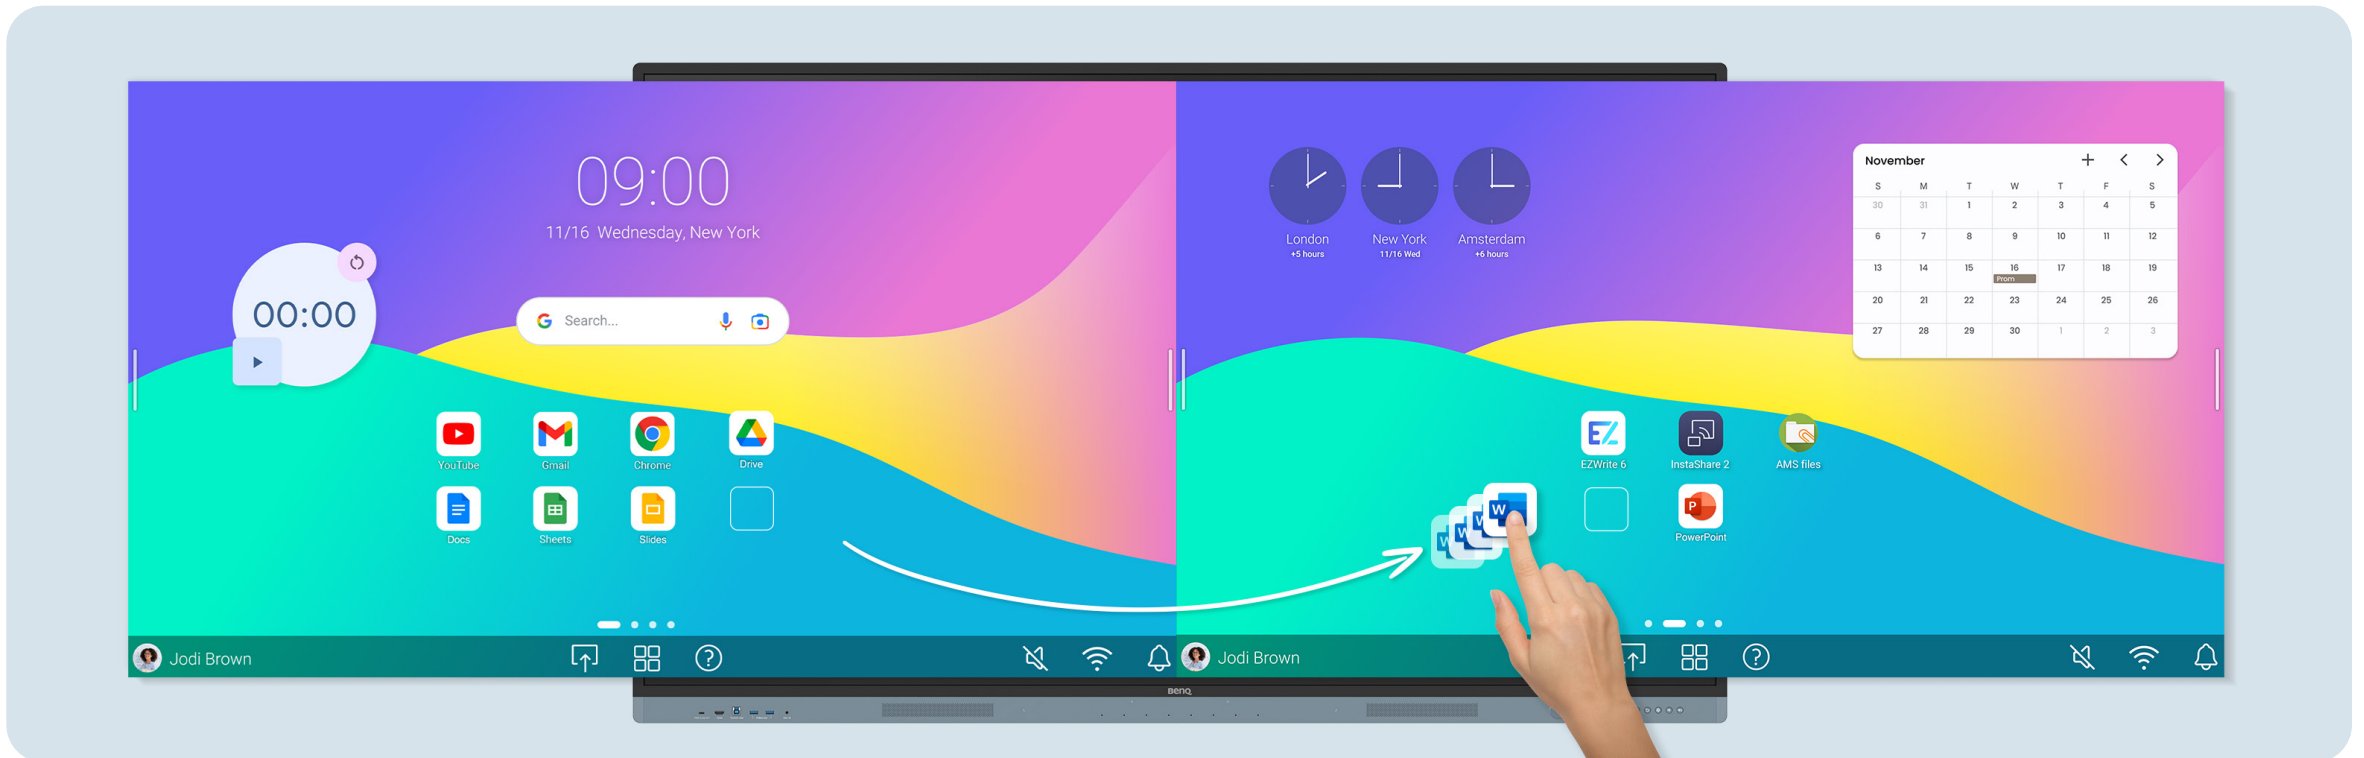 09:00
11/16 Wednesday, New York
00:00
G Search...
YouTube Gmail Chrome Drive
Docs Sheets Slides
Jodi Brown
?
London New York Amsterdam
+5 hours 11/16 Wed +6 hours
November
S M T W T F S
30 31 1 2 3 4 5
6 7 8 9 10 11 12
13 14 15 16 17 18 19
Prom
20 21 22 23 24 25 26
27 28 29 30 1 2 3
EZ
EZWrite 6 InstaShare 2 AMS files
W W W W P
PowerPoint
Jodi Brown
?
BenQ